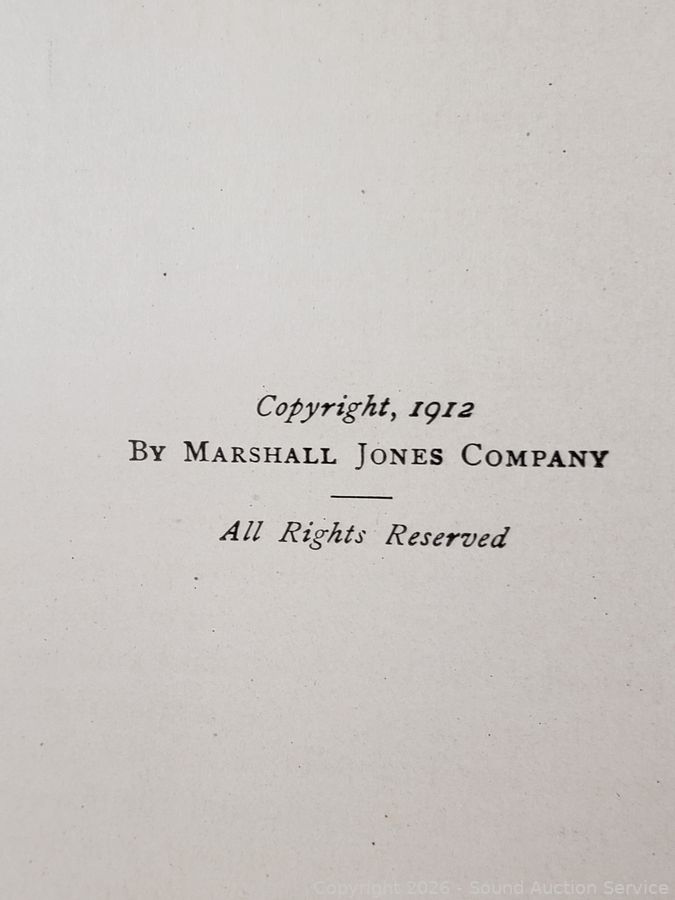 Copyright, 1912
By Marshall Jones Company
All Rights Reserved
Copyright 2026 - Sound Auction Service